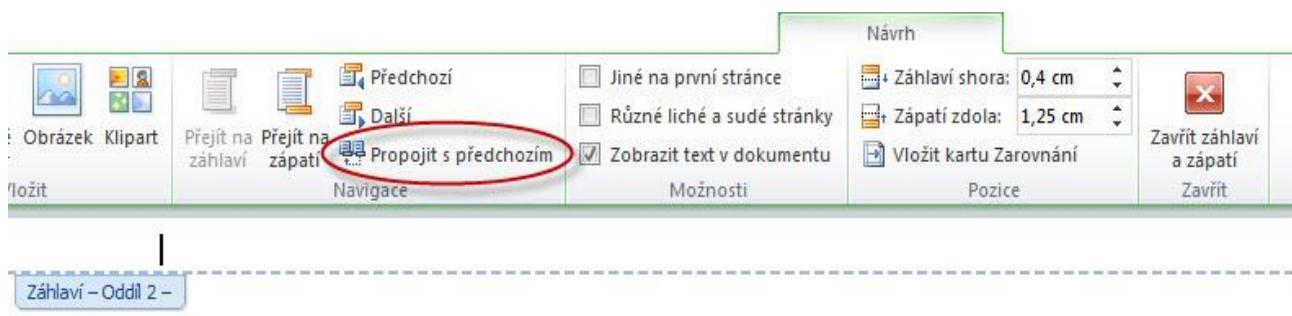 Návrh
Obrázek
Klipart
Vložit
Přejít na
záhlaví
Přejít na
zápatí
Předchozí
Další
Propojit s předchozím
Navigace
Jiné na první stránce
Různé liché a sudé stránky
Zobrazit text v dokumentu
Možnosti
Záhlaví shora: 0,4 cm
Zápatí zdola: 1,25 cm
Vložit kartu Zarovnání
Pozice
Zavřít záhlaví
a zápatí
Zavřít
Záhlaví – Oddíl 2 –